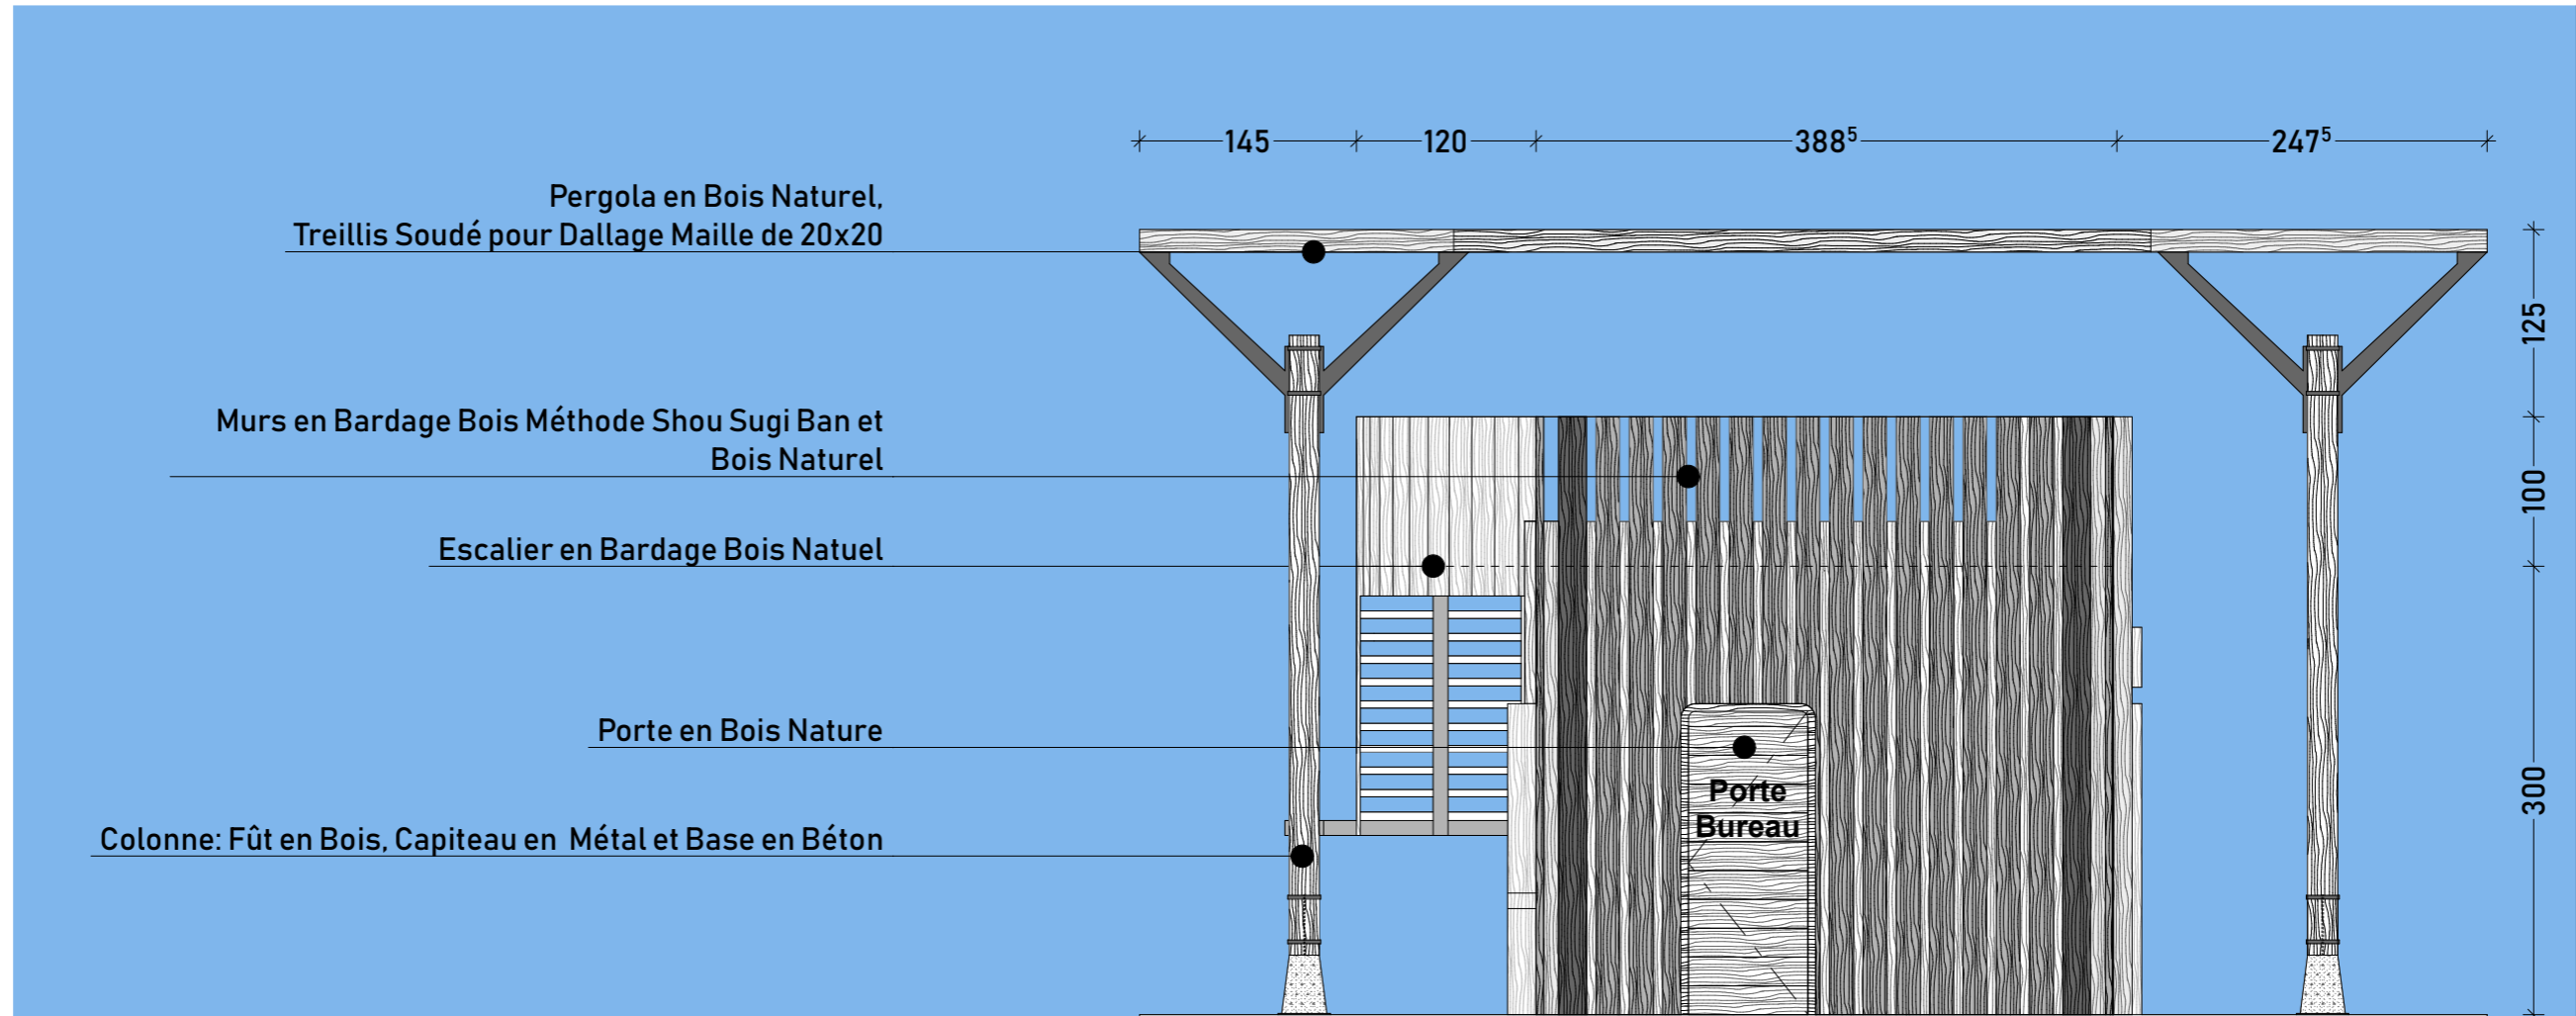 145 120 388⁵ 247⁵
Pergola en Bois Naturel,
Treillis Soudé pour Dallage Maille de 20x20
125
Murs en Bardage Bois Méthode Shou Sugi Ban et
Bois Naturel
100
Escalier en Bardage Bois Natuel
Porte en Bois Nature
Porte
Bureau
300
Colonne: Fût en Bois, Capiteau en Métal et Base en Béton